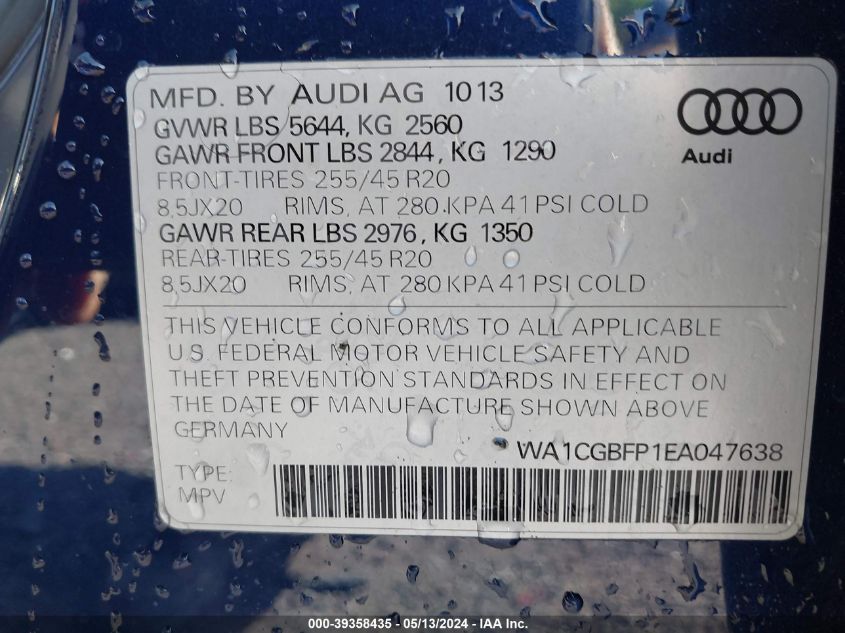 MFD. BY AUDI AG 10 13
GVWR LBS 5644, KG 2560
GAWR FRONT LBS 2844, KG 1290
FRONT-TIRES 255/45 R20
8,5JX20 RIMS, AT 280 KPA 41 PSI COLD
GAWR REAR LBS 2976, KG 1350
REAR-TIRES 255/45 R20
8,5JX20 RIMS, AT 280 KPA 41 PSI COLD
Audi
THIS VEHICLE CONFORMS TO ALL APPLICABLE
U.S. FEDERAL MOTOR VEHICLE SAFETY AND
THEFT PREVENTION STANDARDS IN EFFECT ON
THE DATE OF MANUFACTURE SHOWN ABOVE
GERMANY
WA1CGBFP1EA047638
TYPE:
MPV
000-39358435 - 05/13/2024 - IAA Inc.